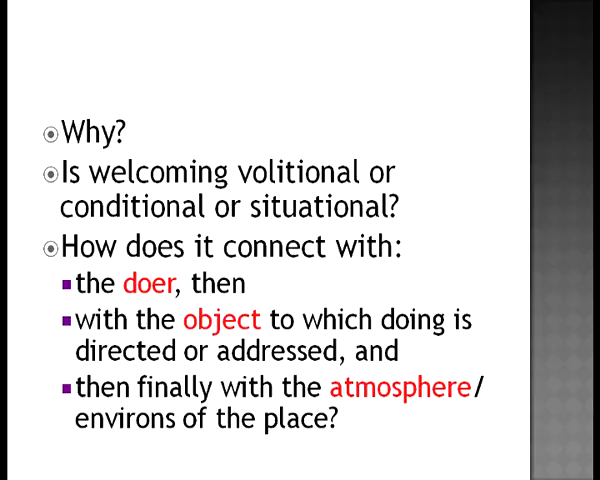 Why?
Is welcoming volitional or
conditional or situational?
How does it connect with:
the doer, then
with the object to which doing is
directed or addressed, and
then finally with the atmosphere/
environs of the place?